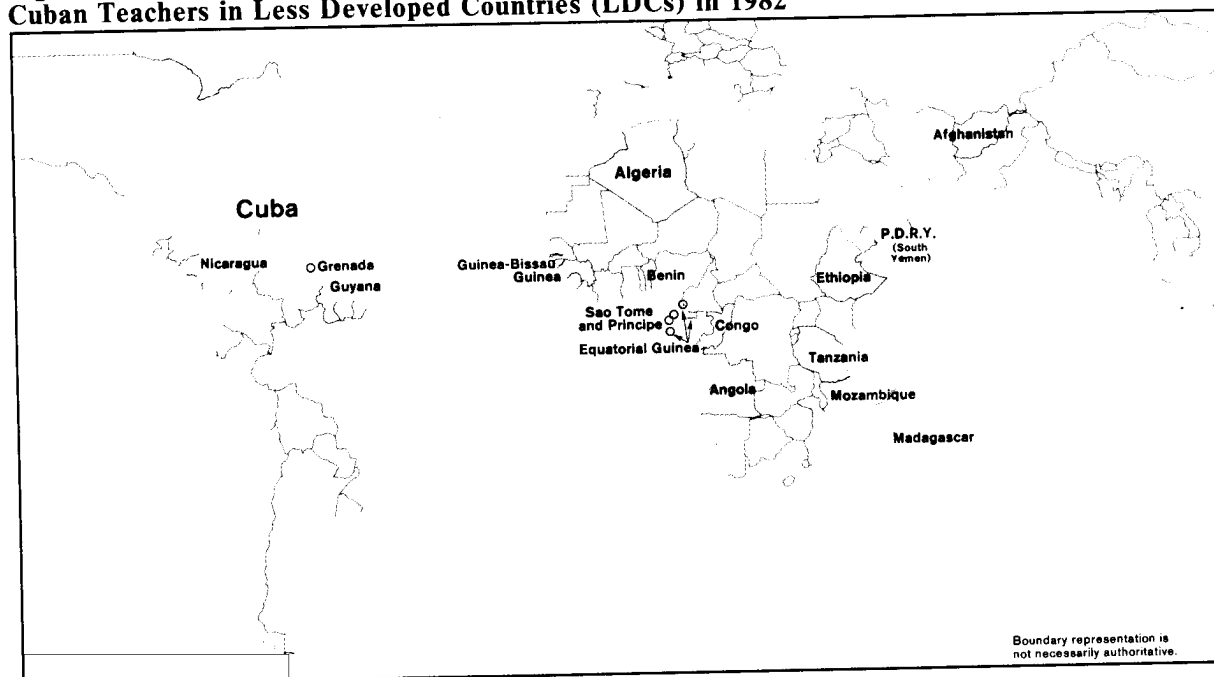 Cuban Teachers in Less Developed Countries (LDCs) in 1982
Afghanistan
Algeria
Cuba
P.D.R.Y.
(South
Yemen)
Nicaragua
Grenada
Guyana
Guinea-Bissau
Guinea
Benin
Ethiopia
Sao Tome
and Principe
Congo
Equatorial Guinea
Tanzania
Angola
Mozambique
Madagascar
Boundary representation is
not necessarily authoritative.